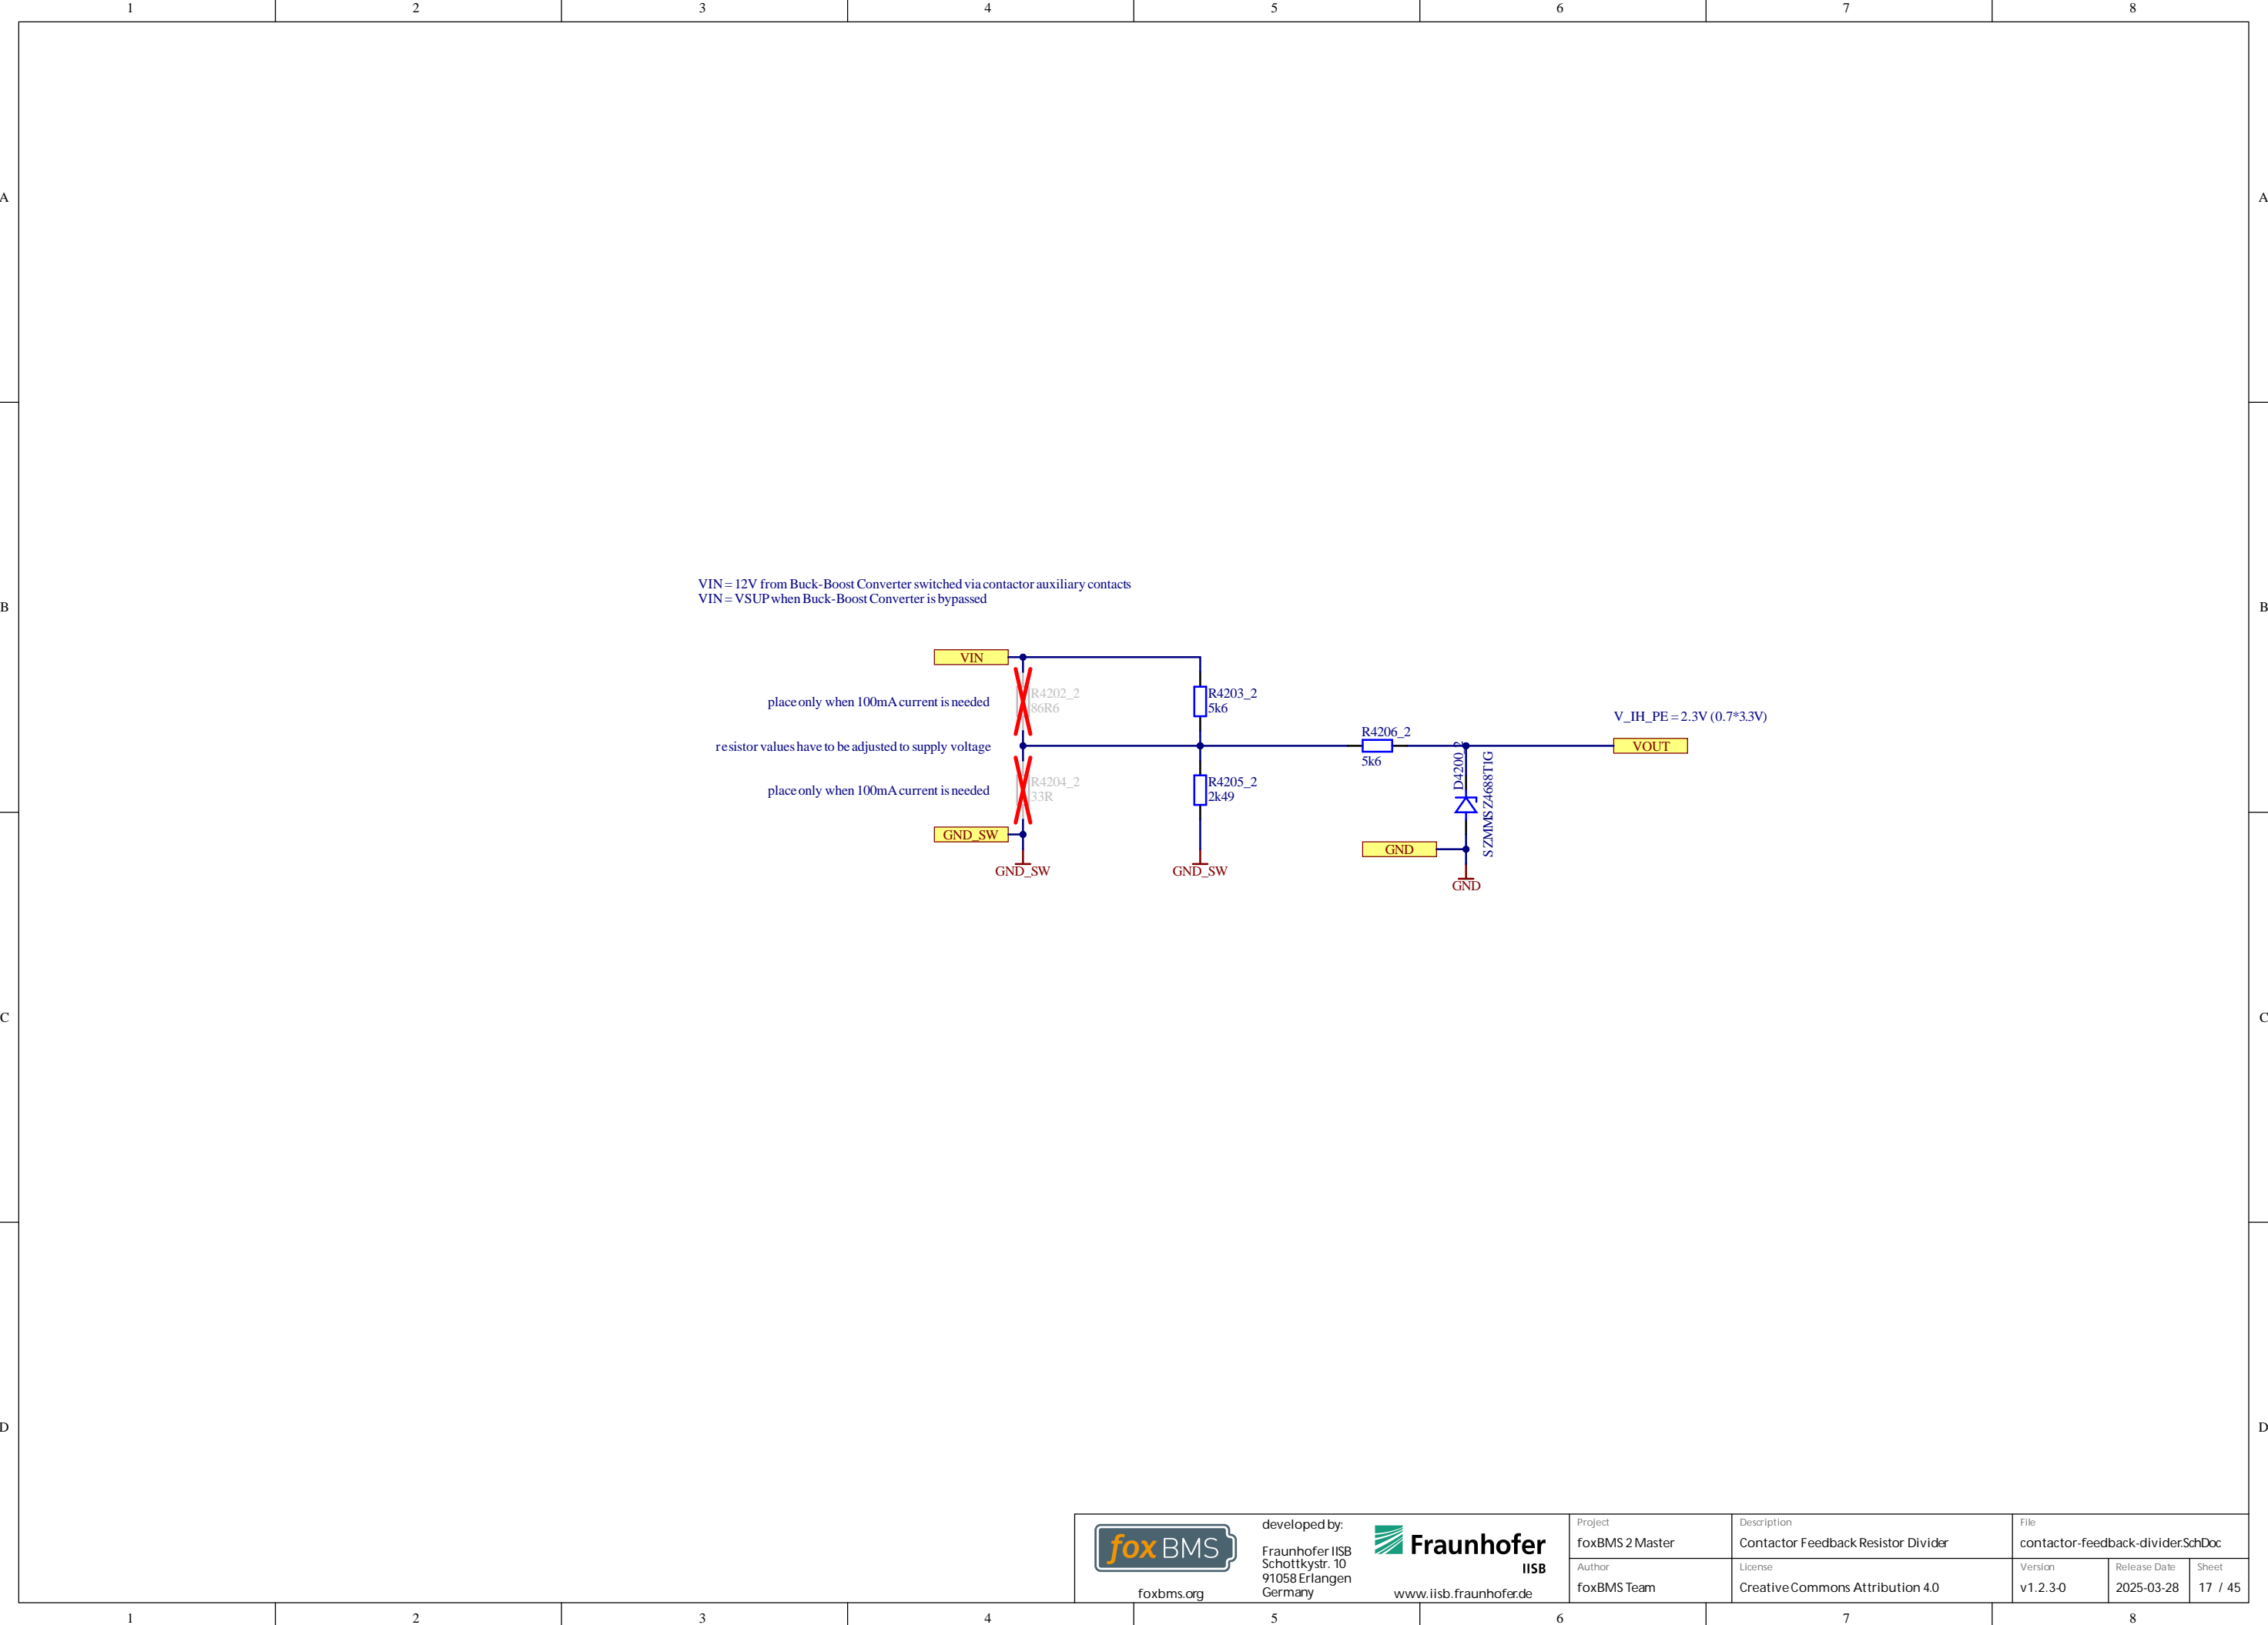 1 2 3 4 5 6 7 8
A A
VIN = 12V from Buck-Boost Converter switched via contactor auxiliary contacts
VIN = VSUP when Buck-Boost Converter is bypassed
B B
VIN
place only when 100mA current is needed
R4202_2
86R6
R4203_2
5k6
resistor values have to be adjusted to supply voltage
R4206_2
5k6
V_IH_PE = 2.3V (0.7*3.3V)
VOUT
place only when 100mA current is needed
R4204_2
33R
R4205_2
2k49
D4200_2
SZMMSZ4688T1G
GND_SW
GND_SW
GND_SW
GND
GND
C C
D D
foxBMS
foxbms.org
developed by:
Fraunhofer IISB
Schottkystr. 10
91058 Erlangen
Germany
Fraunhofer
IISB
www.iisb.fraunhofer.de
Project
foxBMS 2 Master
Description
Contactor Feedback Resistor Divider
File
contactor-feedback-divider.SchDoc
Author
foxBMS Team
License
Creative Commons Attribution 4.0
Version
v1.2.3-0
Release Date
2025-03-28
Sheet
17 / 45
1 2 3 4 5 6 7 8